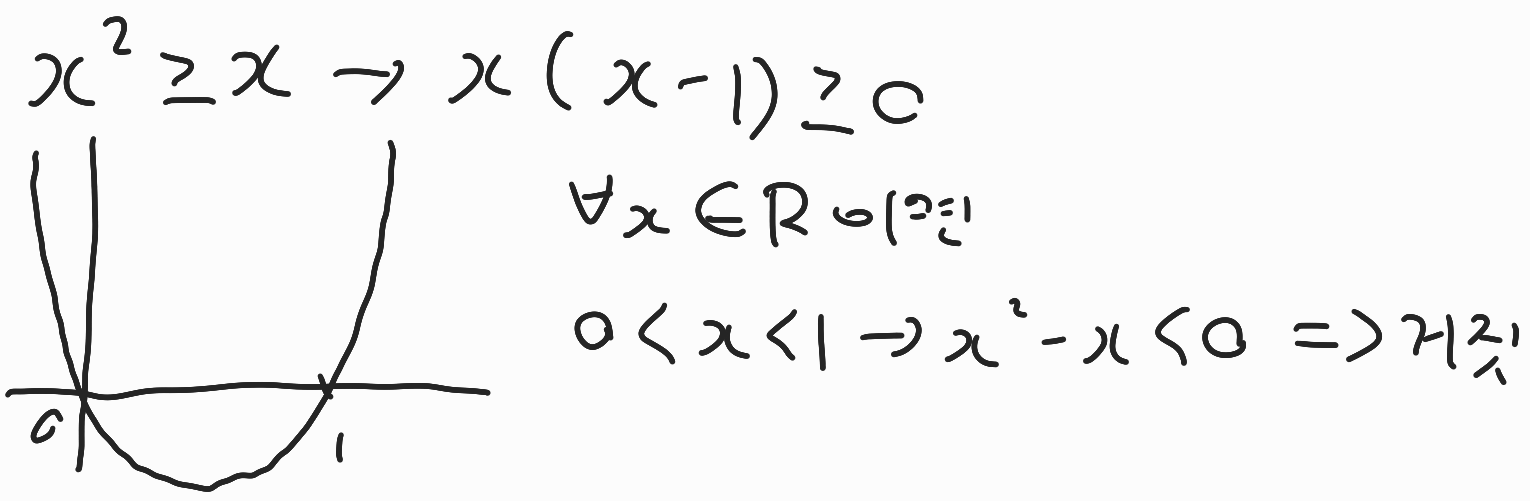 x² ≥ x → x(x-1) ≥ 0
∀x ∈ R 이면
0 < x < 1 → x² - x < 0 => 거짓
0
1